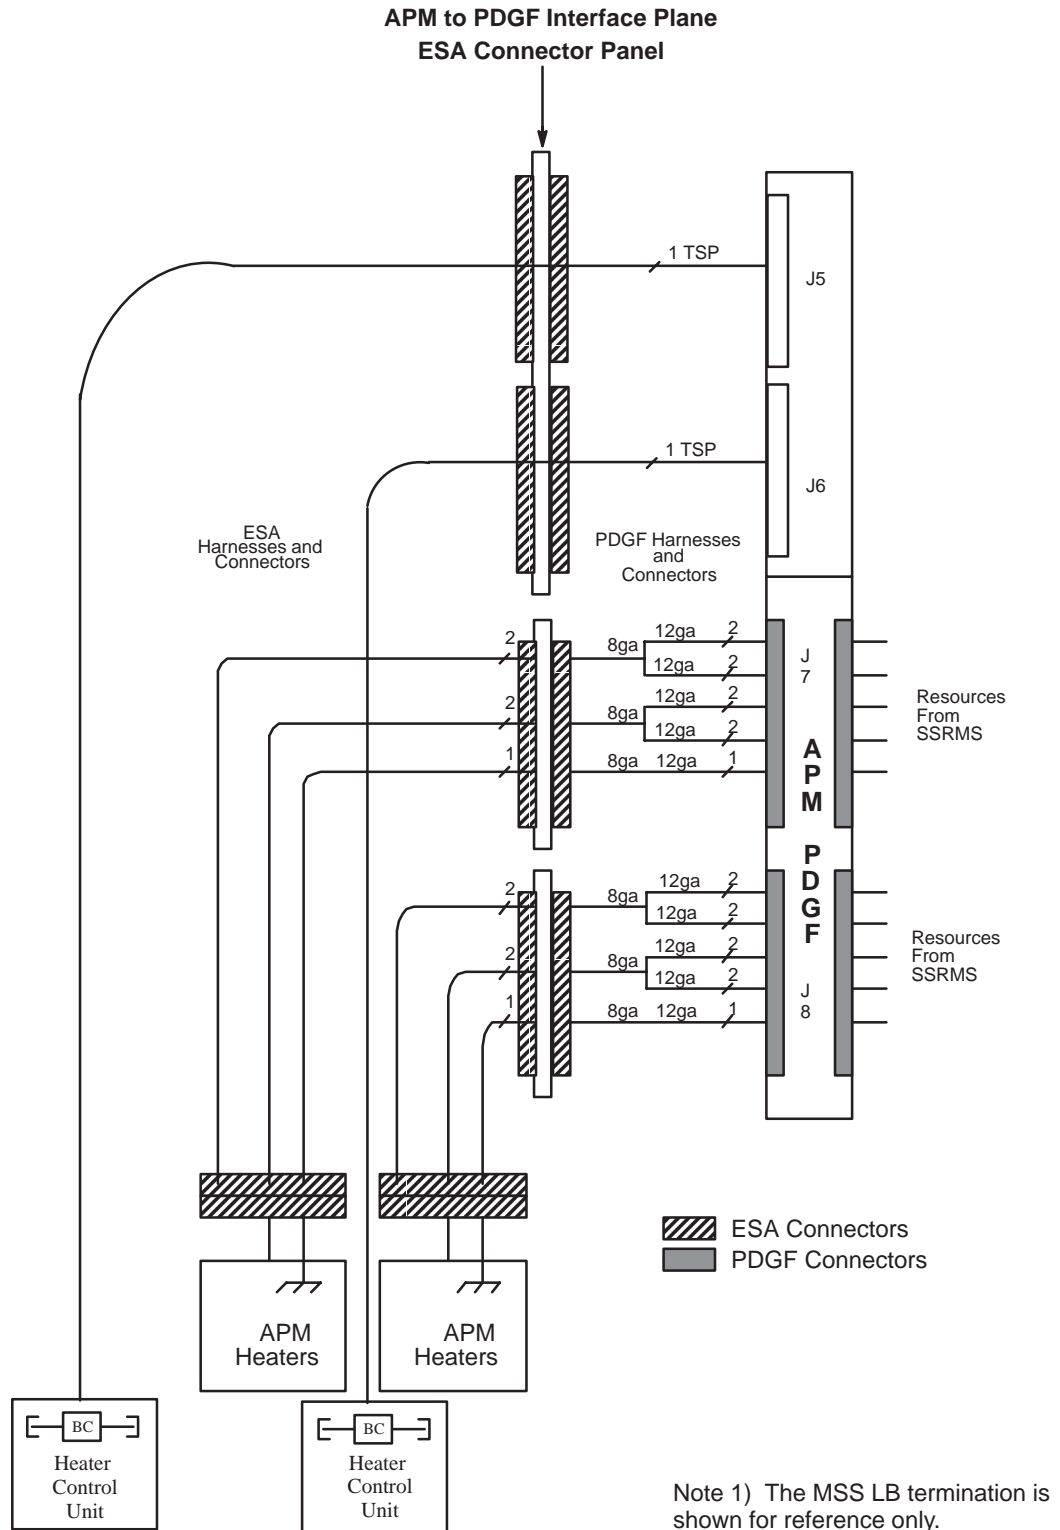 APM to PDGF Interface Plane
ESA Connector Panel
1 TSP
J5
1 TSP
J6
ESA
Harnesses and
Connectors
PDGF Harnesses
and
Connectors
2
8ga
12ga
2
12ga
2
J
7
2
8ga
12ga
2
12ga
2
1
8ga
12ga
1
Resources
From
SSRMS
A
P
M
P
D
G
F
2
8ga
12ga
2
12ga
2
2
8ga
12ga
2
12ga
2
1
8ga
12ga
1
J
8
Resources
From
SSRMS
ESA Connectors
PDGF Connectors
APM
Heaters
APM
Heaters
BC
Heater
Control
Unit
BC
Heater
Control
Unit
Note 1) The MSS LB termination is
shown for reference only.